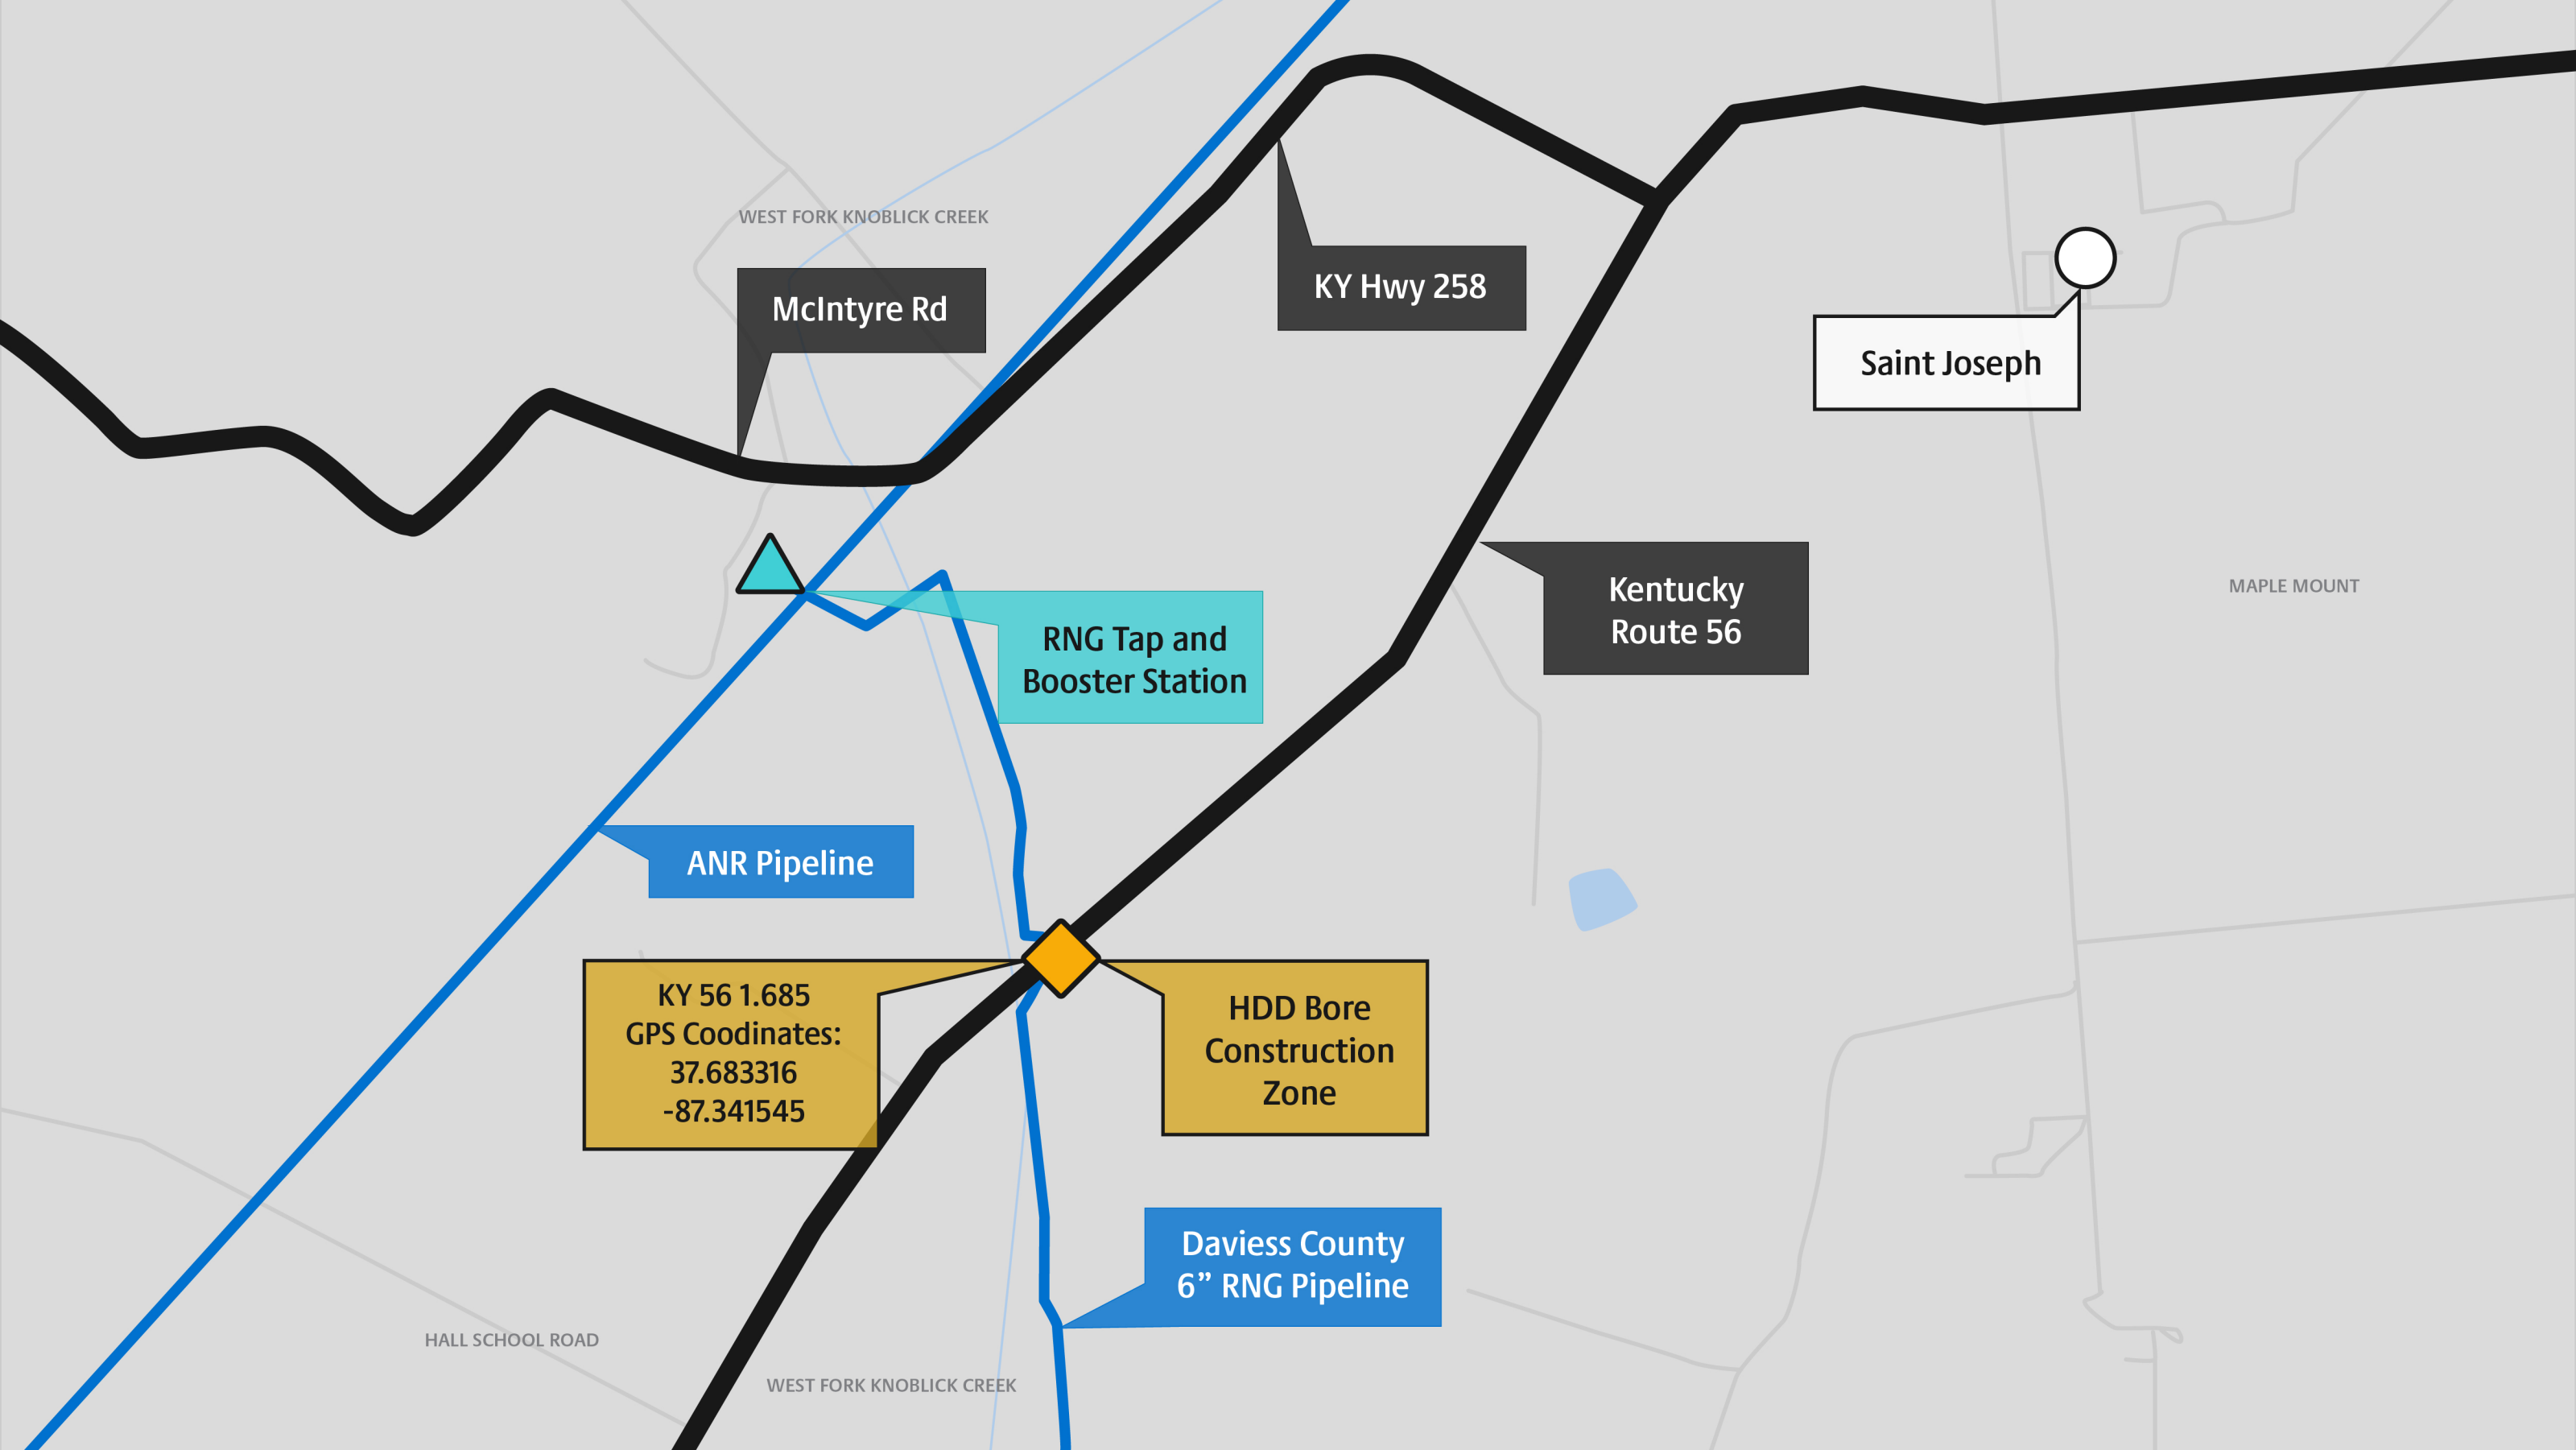 WEST FORK KNOBLICK CREEK
McIntyre Rd
KY Hwy 258
Saint Joseph
Kentucky
Route 56
MAPLE MOUNT
RNG Tap and
Booster Station
ANR Pipeline
KY 56 1.685
GPS Coodinates:
37.683316
-87.341545
HDD Bore
Construction
Zone
Daviess County
6” RNG Pipeline
HALL SCHOOL ROAD
WEST FORK KNOBLICK CREEK